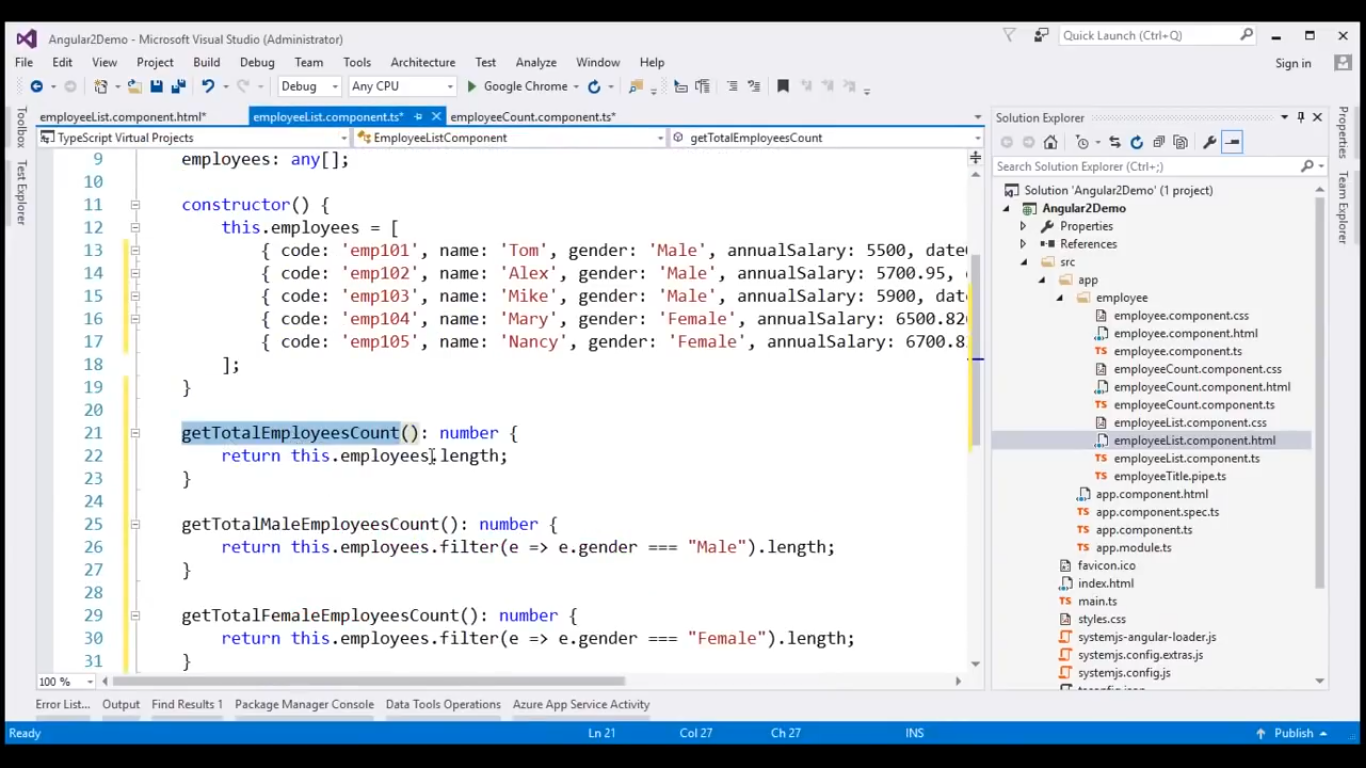 Angular2Demo - Microsoft Visual Studio (Administrator)
Quick Launch (Ctrl+Q)
File Edit View Project Build Debug Team Tools Architecture Test Analyze Window Help
Sign in
Debug Any CPU Google Chrome
employeeList.component.html* employeeList.component.ts* employeeCount.component.ts*
TypeScript Virtual Projects EmployeeListComponent getTotalEmployeesCount
Toolbox
Test Explorer
9 employees: any[];
10
11 constructor() {
12 this.employees = [
13 { code: 'emp101', name: 'Tom', gender: 'Male', annualSalary: 5500, date
14 { code: 'emp102', name: 'Alex', gender: 'Male', annualSalary: 5700.95,
15 { code: 'emp103', name: 'Mike', gender: 'Male', annualSalary: 5900, dat
16 { code: 'emp104', name: 'Mary', gender: 'Female', annualSalary: 6500.826
17 { code: 'emp105', name: 'Nancy', gender: 'Female', annualSalary: 6700.8
18 ];
19 }
20
21 getTotalEmployeesCount(): number {
22 return this.employees.length;
23 }
24
25 getTotalMaleEmployeesCount(): number {
26 return this.employees.filter(e => e.gender === "Male").length;
27 }
28
29 getTotalFemaleEmployeesCount(): number {
30 return this.employees.filter(e => e.gender === "Female").length;
31 }
100 %
Solution Explorer
Search Solution Explorer (Ctrl+;)
Solution 'Angular2Demo' (1 project)
Angular2Demo
Properties
References
src
app
employee
employee.component.css
employee.component.html
employee.component.ts
employeeCount.component.css
employeeCount.component.html
employeeCount.component.ts
employeeList.component.css
employeeList.component.html
employeeList.component.ts
employeeTitle.pipe.ts
app.component.html
app.component.spec.ts
app.component.ts
app.module.ts
favicon.ico
index.html
main.ts
styles.css
systemjs-angular-loader.js
systemjs.config.extras.js
systemjs.config.js
Properties
Team Explorer
Error List... Output Find Results 1 Package Manager Console Data Tools Operations Azure App Service Activity
Ready Ln 21 Col 27 Ch 27 INS Publish